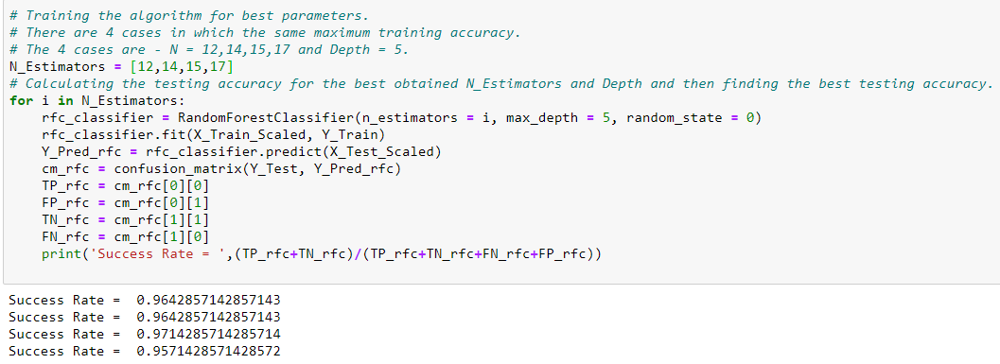 # Training the algorithm for best parameters.
# There are 4 cases in which the same maximum training accuracy.
# The 4 cases are - N = 12,14,15,17 and Depth = 5.
N_Estimators = [12,14,15,17]
# Calculating the testing accuracy for the best obtained N_Estimators and Depth and then finding the best testing accuracy.
for i in N_Estimators:
    rfc_classifier = RandomForestClassifier(n_estimators = i, max_depth = 5, random_state = 0)
    rfc_classifier.fit(X_Train_Scaled, Y_Train)
    Y_Pred_rfc = rfc_classifier.predict(X_Test_Scaled)
    cm_rfc = confusion_matrix(Y_Test, Y_Pred_rfc)
    TP_rfc = cm_rfc[0][0]
    FP_rfc = cm_rfc[0][1]
    TN_rfc = cm_rfc[1][1]
    FN_rfc = cm_rfc[1][0]
    print('Success Rate = ',(TP_rfc+TN_rfc)/(TP_rfc+TN_rfc+FN_rfc+FP_rfc))
Success Rate =  0.9642857142857143
Success Rate =  0.9642857142857143
Success Rate =  0.9714285714285714
Success Rate =  0.9571428571428572